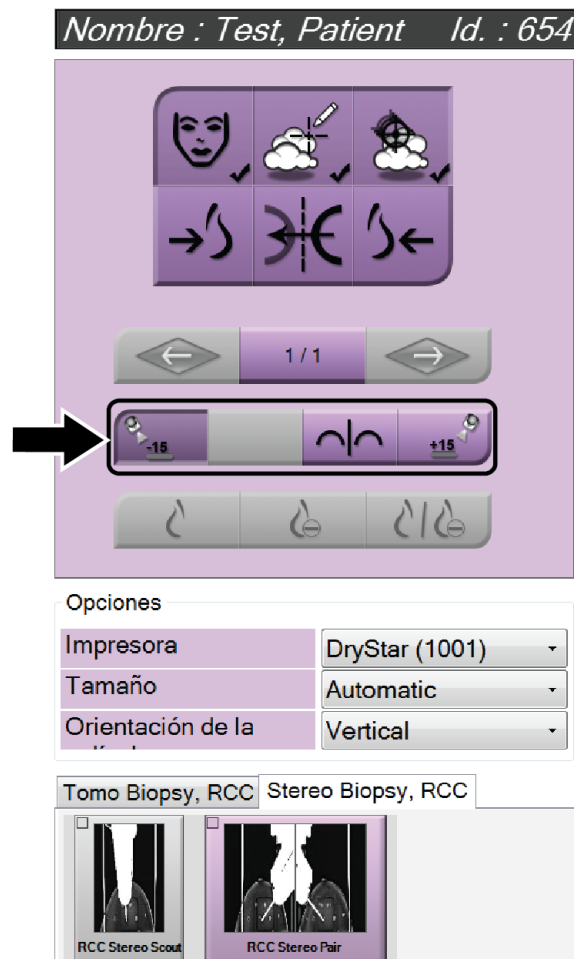 Nombre : Test, Patient Id. : 654
1 / 1
-15 +15
Opciones
Impresora DryStar (1001)
Tamaño Automatic
Orientación de la Vertical
Tomo Biopsy, RCC Stereo Biopsy, RCC
RCC Stereo Scout RCC Stereo Pair